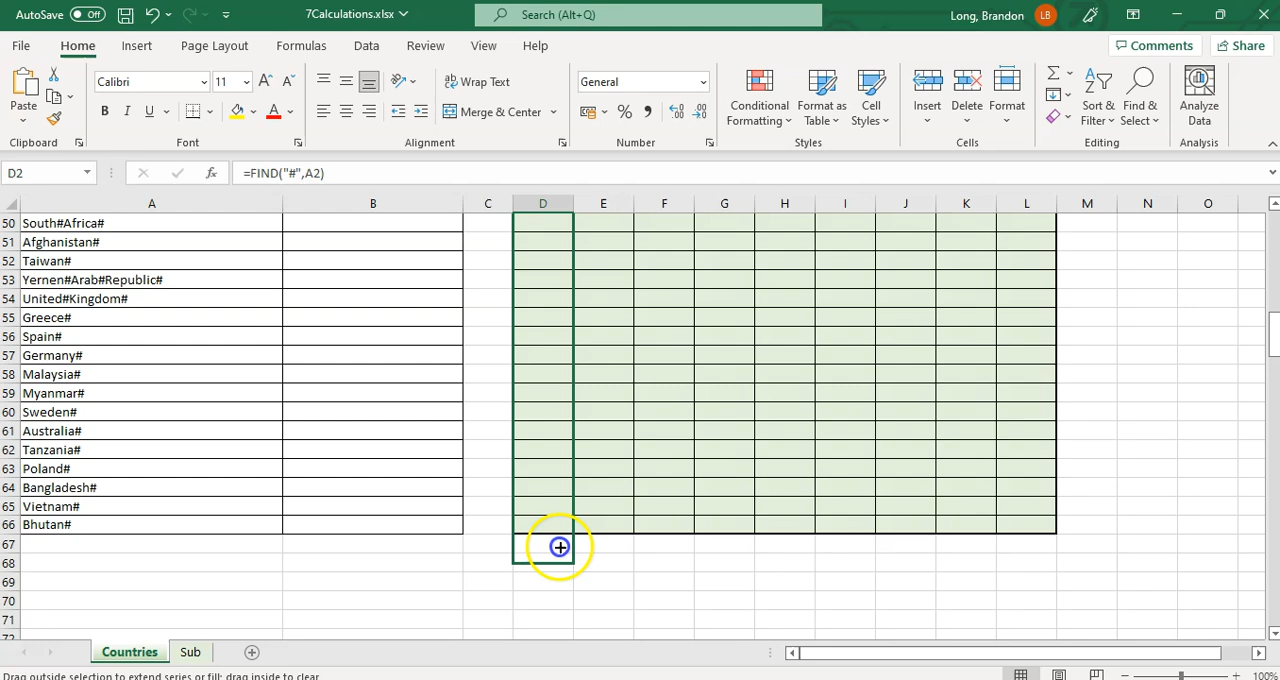 AutoSave Off 7Calculations.xlsx Search (Alt+Q) Long, Brandon LB
File Home Insert Page Layout Formulas Data Review View Help Comments Share
Paste Calibri 11 A A Wrap Text General Conditional Formatting Format as Table Cell Styles Insert Delete Format Sort & Filter Find & Select Analyze Data
B I U A Merge & Center % 
Clipboard Font Alignment Number Styles Cells Editing Analysis
D2 fx =FIND("#",A2)
A B C D E F G H I J K L M N O
50 South#Africa#
51 Afghanistan#
52 Taiwan#
53 Yernen#Arab#Republic#
54 United#Kingdom#
55 Greece#
56 Spain#
57 Germany#
58 Malaysia#
59 Myanmar#
60 Sweden#
61 Australia#
62 Tanzania#
63 Poland#
64 Bangladesh#
65 Vietnam#
66 Bhutan#
67
68
69
70
71
72
Countries Sub
Drag outside selection to extend series or fill; drag inside to clear 100%